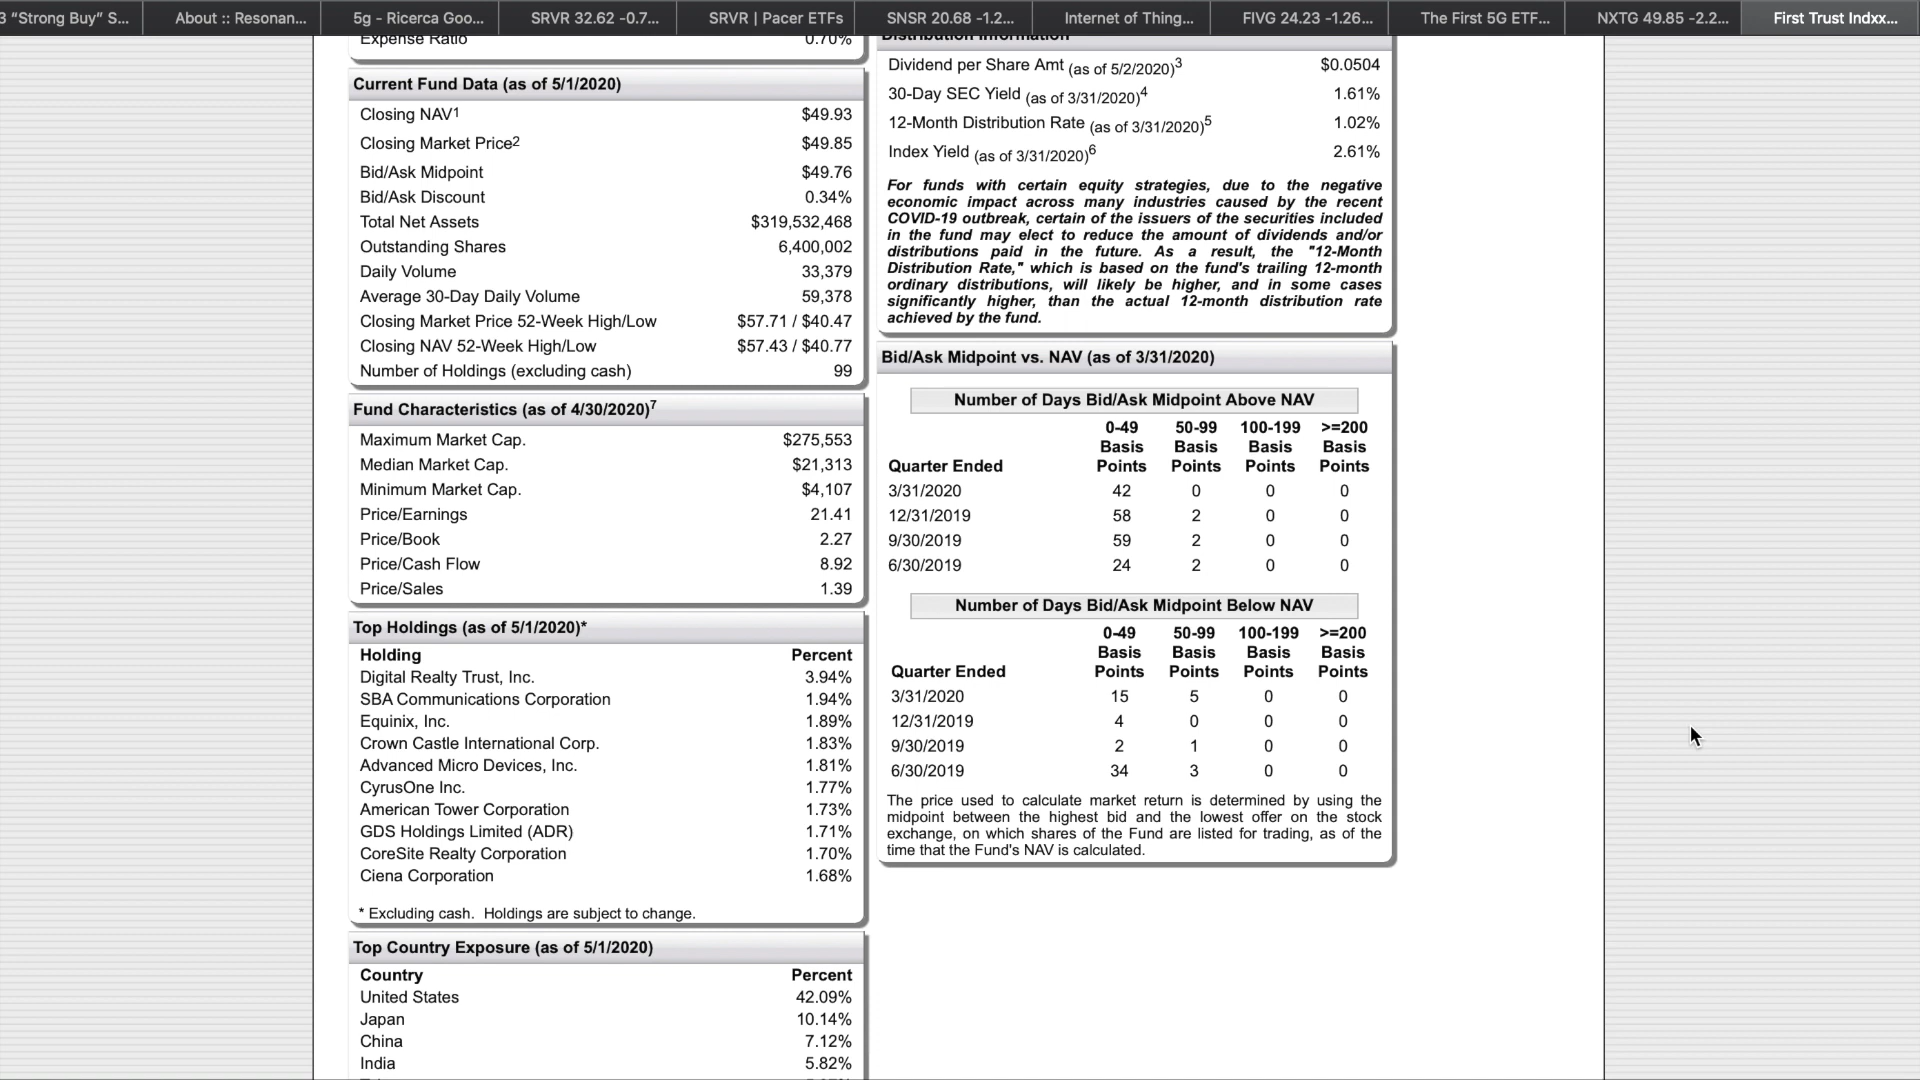 3 “Strong Buy” S... About :: Resonan... 5g - Ricerca Goo... SRVR 32.62 -0.7... SRVR | Pacer ETFs SNSR 20.68 -1.2... Internet of Thing... FIVG 24.23 -1.26... The First 5G ETF... NXTG 49.85 -2.2... First Trust Indxx...
Expense Ratio 0.70%
Current Fund Data (as of 5/1/2020)
Closing NAV1 $49.93
Closing Market Price2 $49.85
Bid/Ask Midpoint $49.76
Bid/Ask Discount 0.34%
Total Net Assets $319,532,468
Outstanding Shares 6,400,002
Daily Volume 33,379
Average 30-Day Daily Volume 59,378
Closing Market Price 52-Week High/Low $57.71 / $40.47
Closing NAV 52-Week High/Low $57.43 / $40.77
Number of Holdings (excluding cash) 99
Fund Characteristics (as of 4/30/2020)7
Maximum Market Cap. $275,553
Median Market Cap. $21,313
Minimum Market Cap. $4,107
Price/Earnings 21.41
Price/Book 2.27
Price/Cash Flow 8.92
Price/Sales 1.39
Top Holdings (as of 5/1/2020)*
Holding Percent
Digital Realty Trust, Inc. 3.94%
SBA Communications Corporation 1.94%
Equinix, Inc. 1.89%
Crown Castle International Corp. 1.83%
Advanced Micro Devices, Inc. 1.81%
CyrusOne Inc. 1.77%
American Tower Corporation 1.73%
GDS Holdings Limited (ADR) 1.71%
CoreSite Realty Corporation 1.70%
Ciena Corporation 1.68%
* Excluding cash. Holdings are subject to change.
Top Country Exposure (as of 5/1/2020)
Country Percent
United States 42.09%
Japan 10.14%
China 7.12%
India 5.82%
Distribution Information
Dividend per Share Amt (as of 5/2/2020)3 $0.0504
30-Day SEC Yield (as of 3/31/2020)4 1.61%
12-Month Distribution Rate (as of 3/31/2020)5 1.02%
Index Yield (as of 3/31/2020)6 2.61%
For funds with certain equity strategies, due to the negative
economic impact across many industries caused by the recent
COVID-19 outbreak, certain of the issuers of the securities included
in the fund may elect to reduce the amount of dividends and/or
distributions paid in the future. As a result, the "12-Month
Distribution Rate," which is based on the fund's trailing 12-month
ordinary distributions, will likely be higher, and in some cases
significantly higher, than the actual 12-month distribution rate
achieved by the fund.
Bid/Ask Midpoint vs. NAV (as of 3/31/2020)
Number of Days Bid/Ask Midpoint Above NAV
0-49 50-99 100-199 >=200
Basis Basis Basis Basis
Quarter Ended Points Points Points Points
3/31/2020 42 0 0 0
12/31/2019 58 2 0 0
9/30/2019 59 2 0 0
6/30/2019 24 2 0 0
Number of Days Bid/Ask Midpoint Below NAV
0-49 50-99 100-199 >=200
Basis Basis Basis Basis
Quarter Ended Points Points Points Points
3/31/2020 15 5 0 0
12/31/2019 4 0 0 0
9/30/2019 2 1 0 0
6/30/2019 34 3 0 0
The price used to calculate market return is determined by using the
midpoint between the highest bid and the lowest offer on the stock
exchange, on which shares of the Fund are listed for trading, as of the
time that the Fund's NAV is calculated.